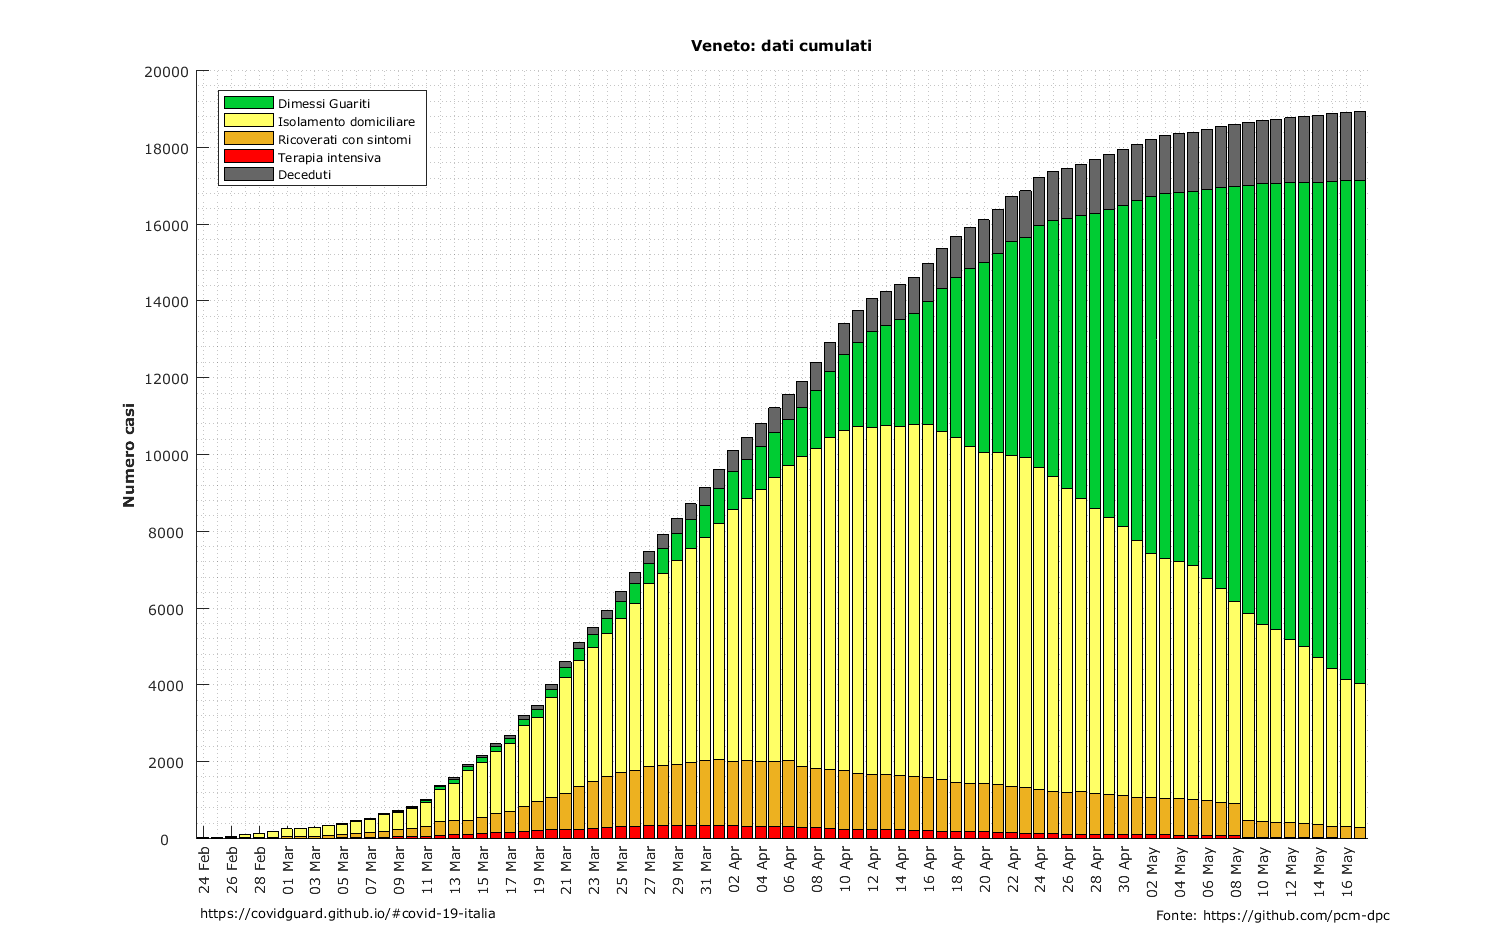 Veneto: dati cumulati
Numero casi
20000
18000
16000
14000
12000
10000
8000
6000
4000
2000
0
Dimessi Guariti
Isolamento domiciliare
Ricoverati con sintomi
Terapia intensiva
Deceduti
24 Feb
26 Feb
28 Feb
01 Mar
03 Mar
05 Mar
07 Mar
09 Mar
11 Mar
13 Mar
15 Mar
17 Mar
19 Mar
21 Mar
23 Mar
25 Mar
27 Mar
29 Mar
31 Mar
02 Apr
04 Apr
06 Apr
08 Apr
10 Apr
12 Apr
14 Apr
16 Apr
18 Apr
20 Apr
22 Apr
24 Apr
26 Apr
28 Apr
30 Apr
02 May
04 May
06 May
08 May
10 May
12 May
14 May
16 May
https://covidguard.github.io/#covid-19-italia
Fonte: https://github.com/pcm-dpc